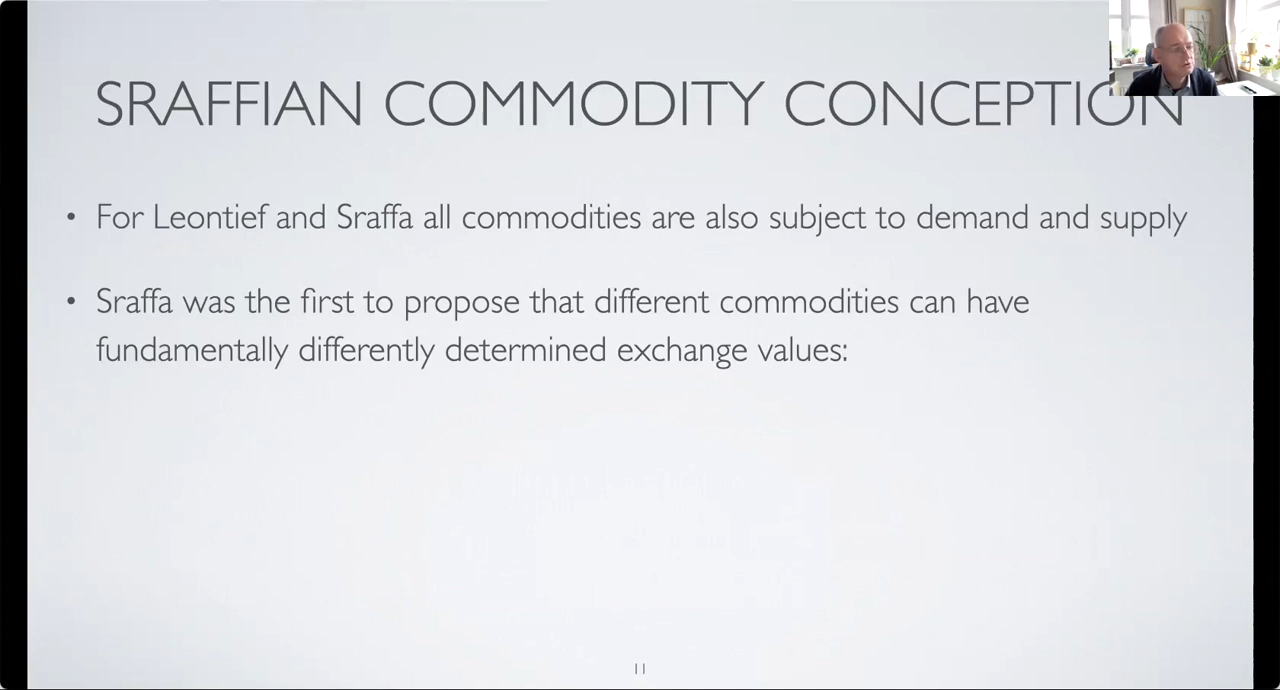 SRAFFIAN COMMODITY CONCEPTION
• For Leontief and Sraffa all commodities are also subject to demand and supply
• Sraffa was the first to propose that different commodities can have
fundamentally differently determined exchange values:
11